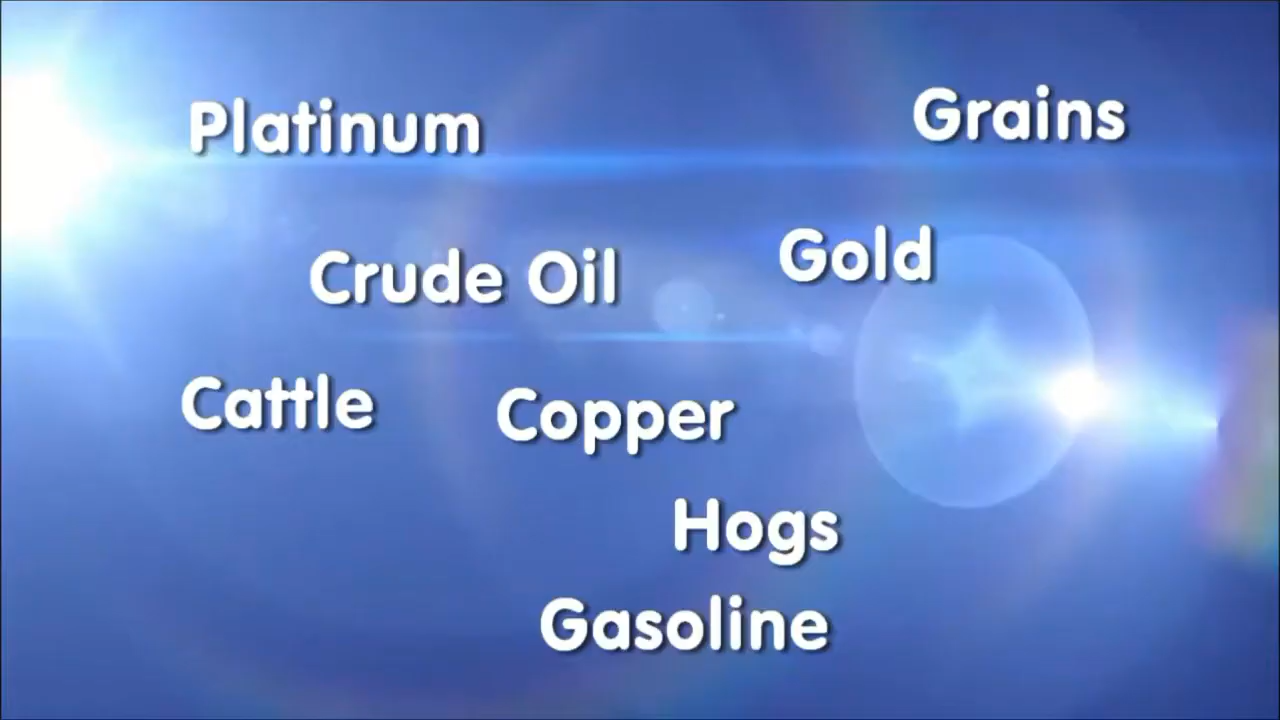 Platinum
Grains
Crude Oil
Gold
Cattle
Copper
Hogs
Gasoline